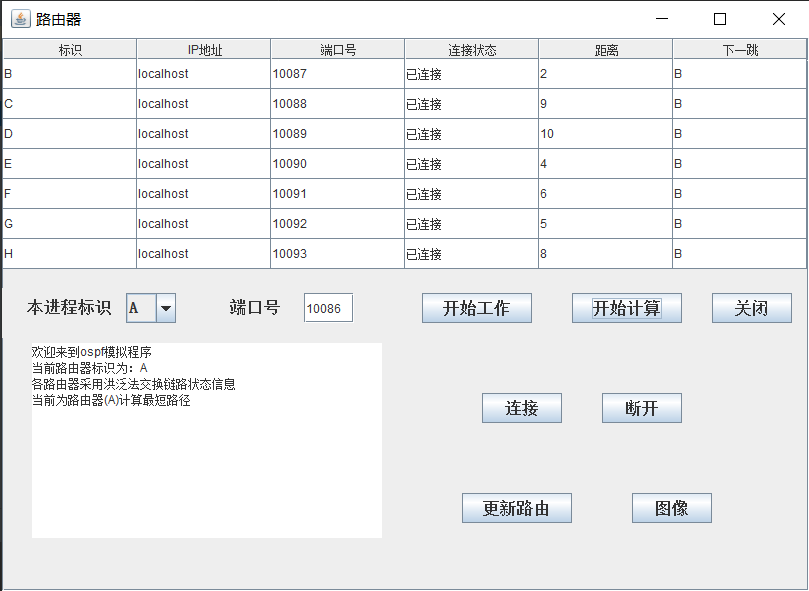 路由器
标识 IP地址 端口号 连接状态 距离 下一跳
B localhost 10087 已连接 2 B
C localhost 10088 已连接 9 B
D localhost 10089 已连接 10 B
E localhost 10090 已连接 4 B
F localhost 10091 已连接 6 B
G localhost 10092 已连接 5 B
H localhost 10093 已连接 8 B
本进程标识 A 端口号 10086 开始工作 开始计算 关闭
欢迎来到ospf模拟程序
当前路由器标识为：A
各路由器采用洪泛法交换链路状态信息
当前为路由器(A)计算最短路径
连接 断开
更新路由 图像